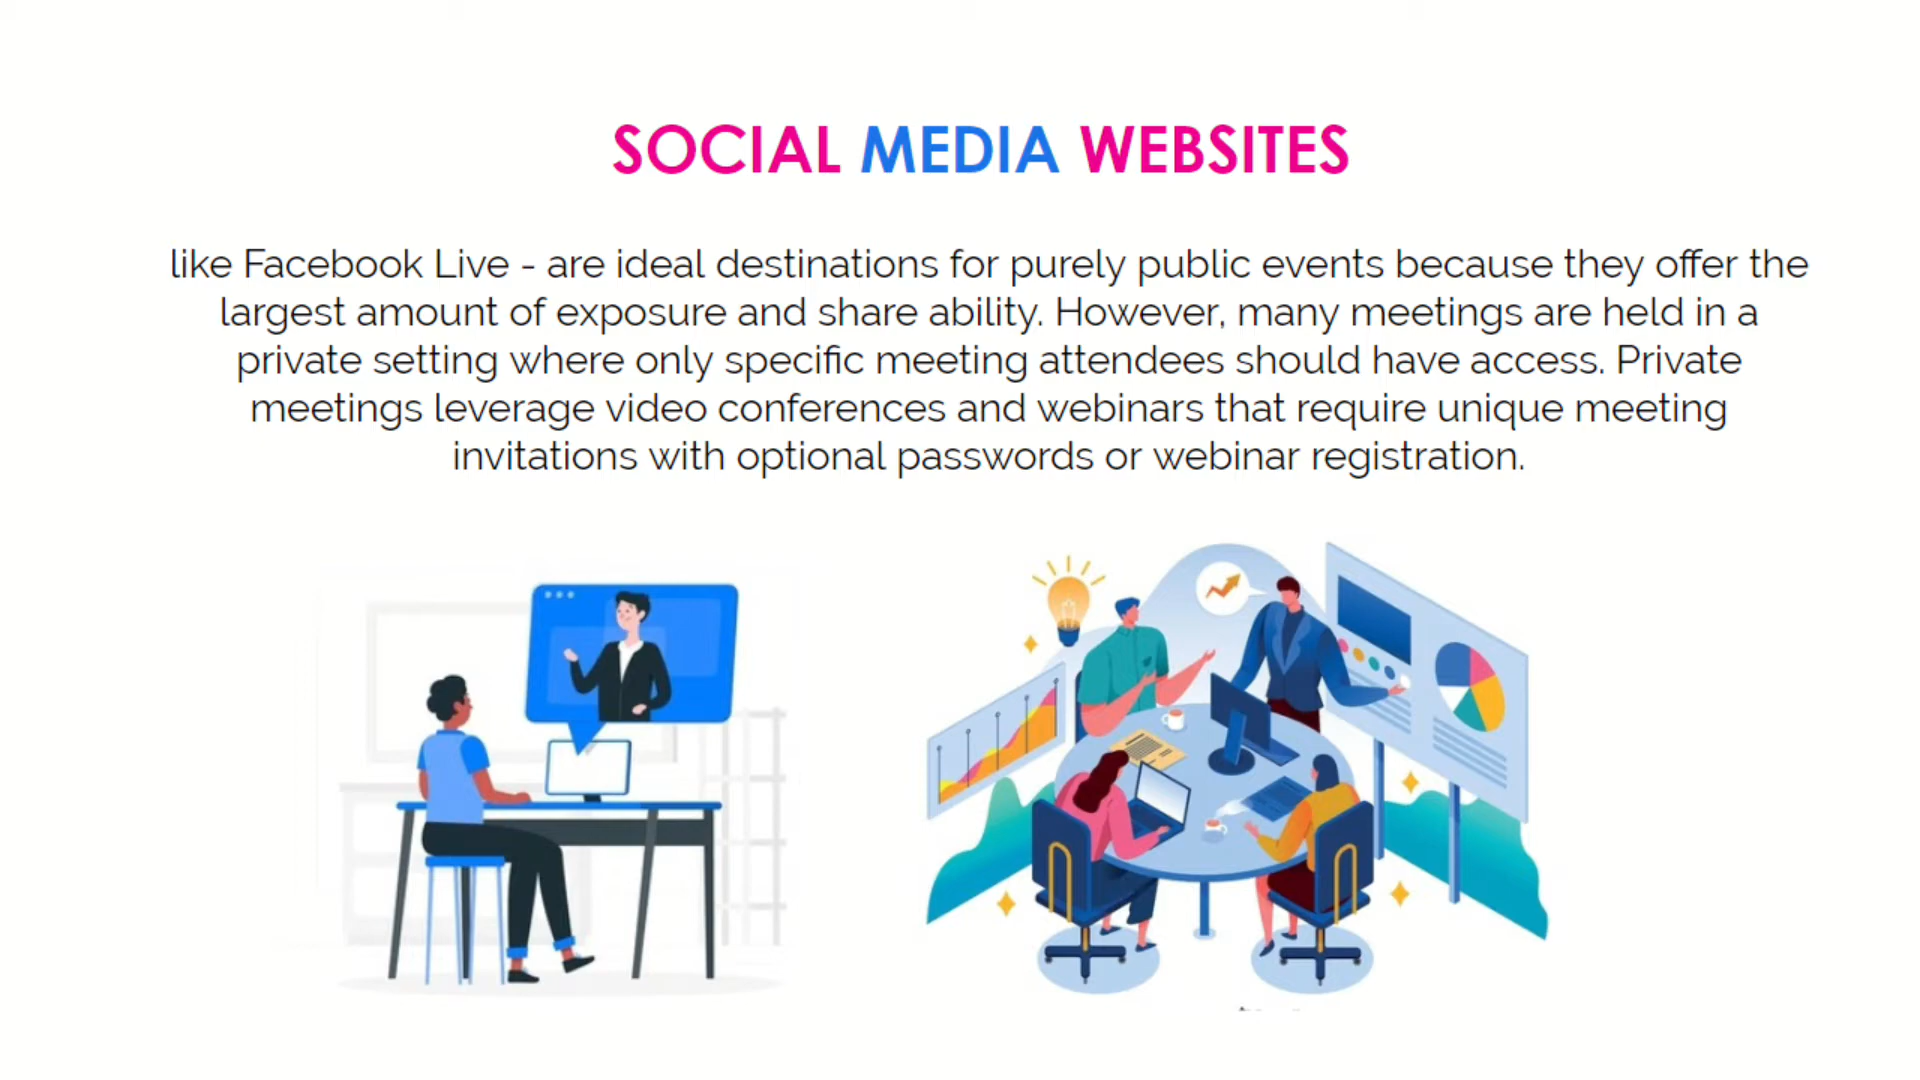 SOCIAL MEDIA WEBSITES
like Facebook Live - are ideal destinations for purely public events because they offer the
largest amount of exposure and share ability. However, many meetings are held in a
private setting where only specific meeting attendees should have access. Private
meetings leverage video conferences and webinars that require unique meeting
invitations with optional passwords or webinar registration.